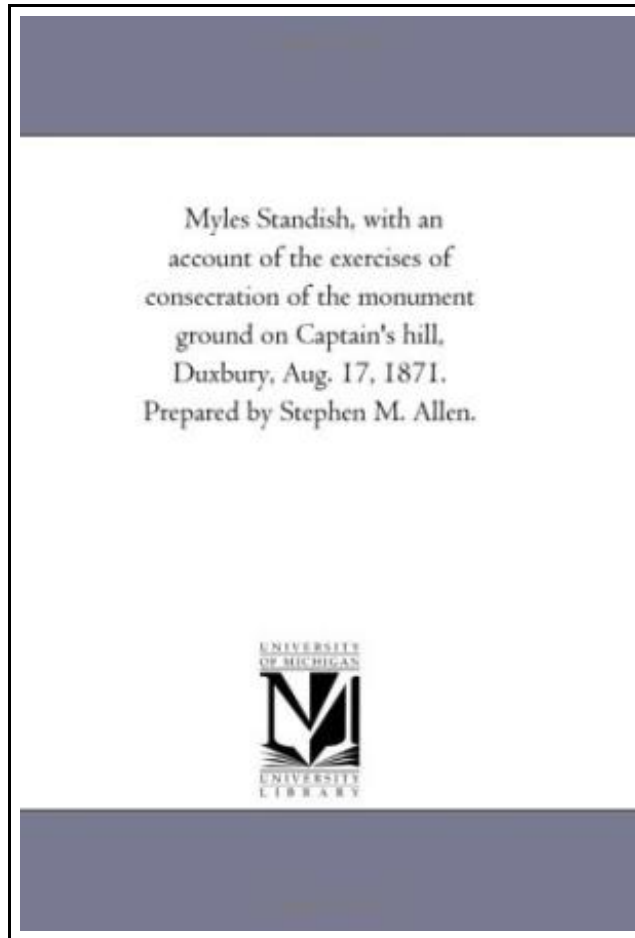 Myles Standish, with an
account of the exercises of
consecration of the monument
ground on Captain's hill,
Duxbury, Aug. 17, 1871.
Prepared by Stephen M. Allen.
UNIVERSITY
OF MICHIGAN
UNIVERSITY
LIBRARY